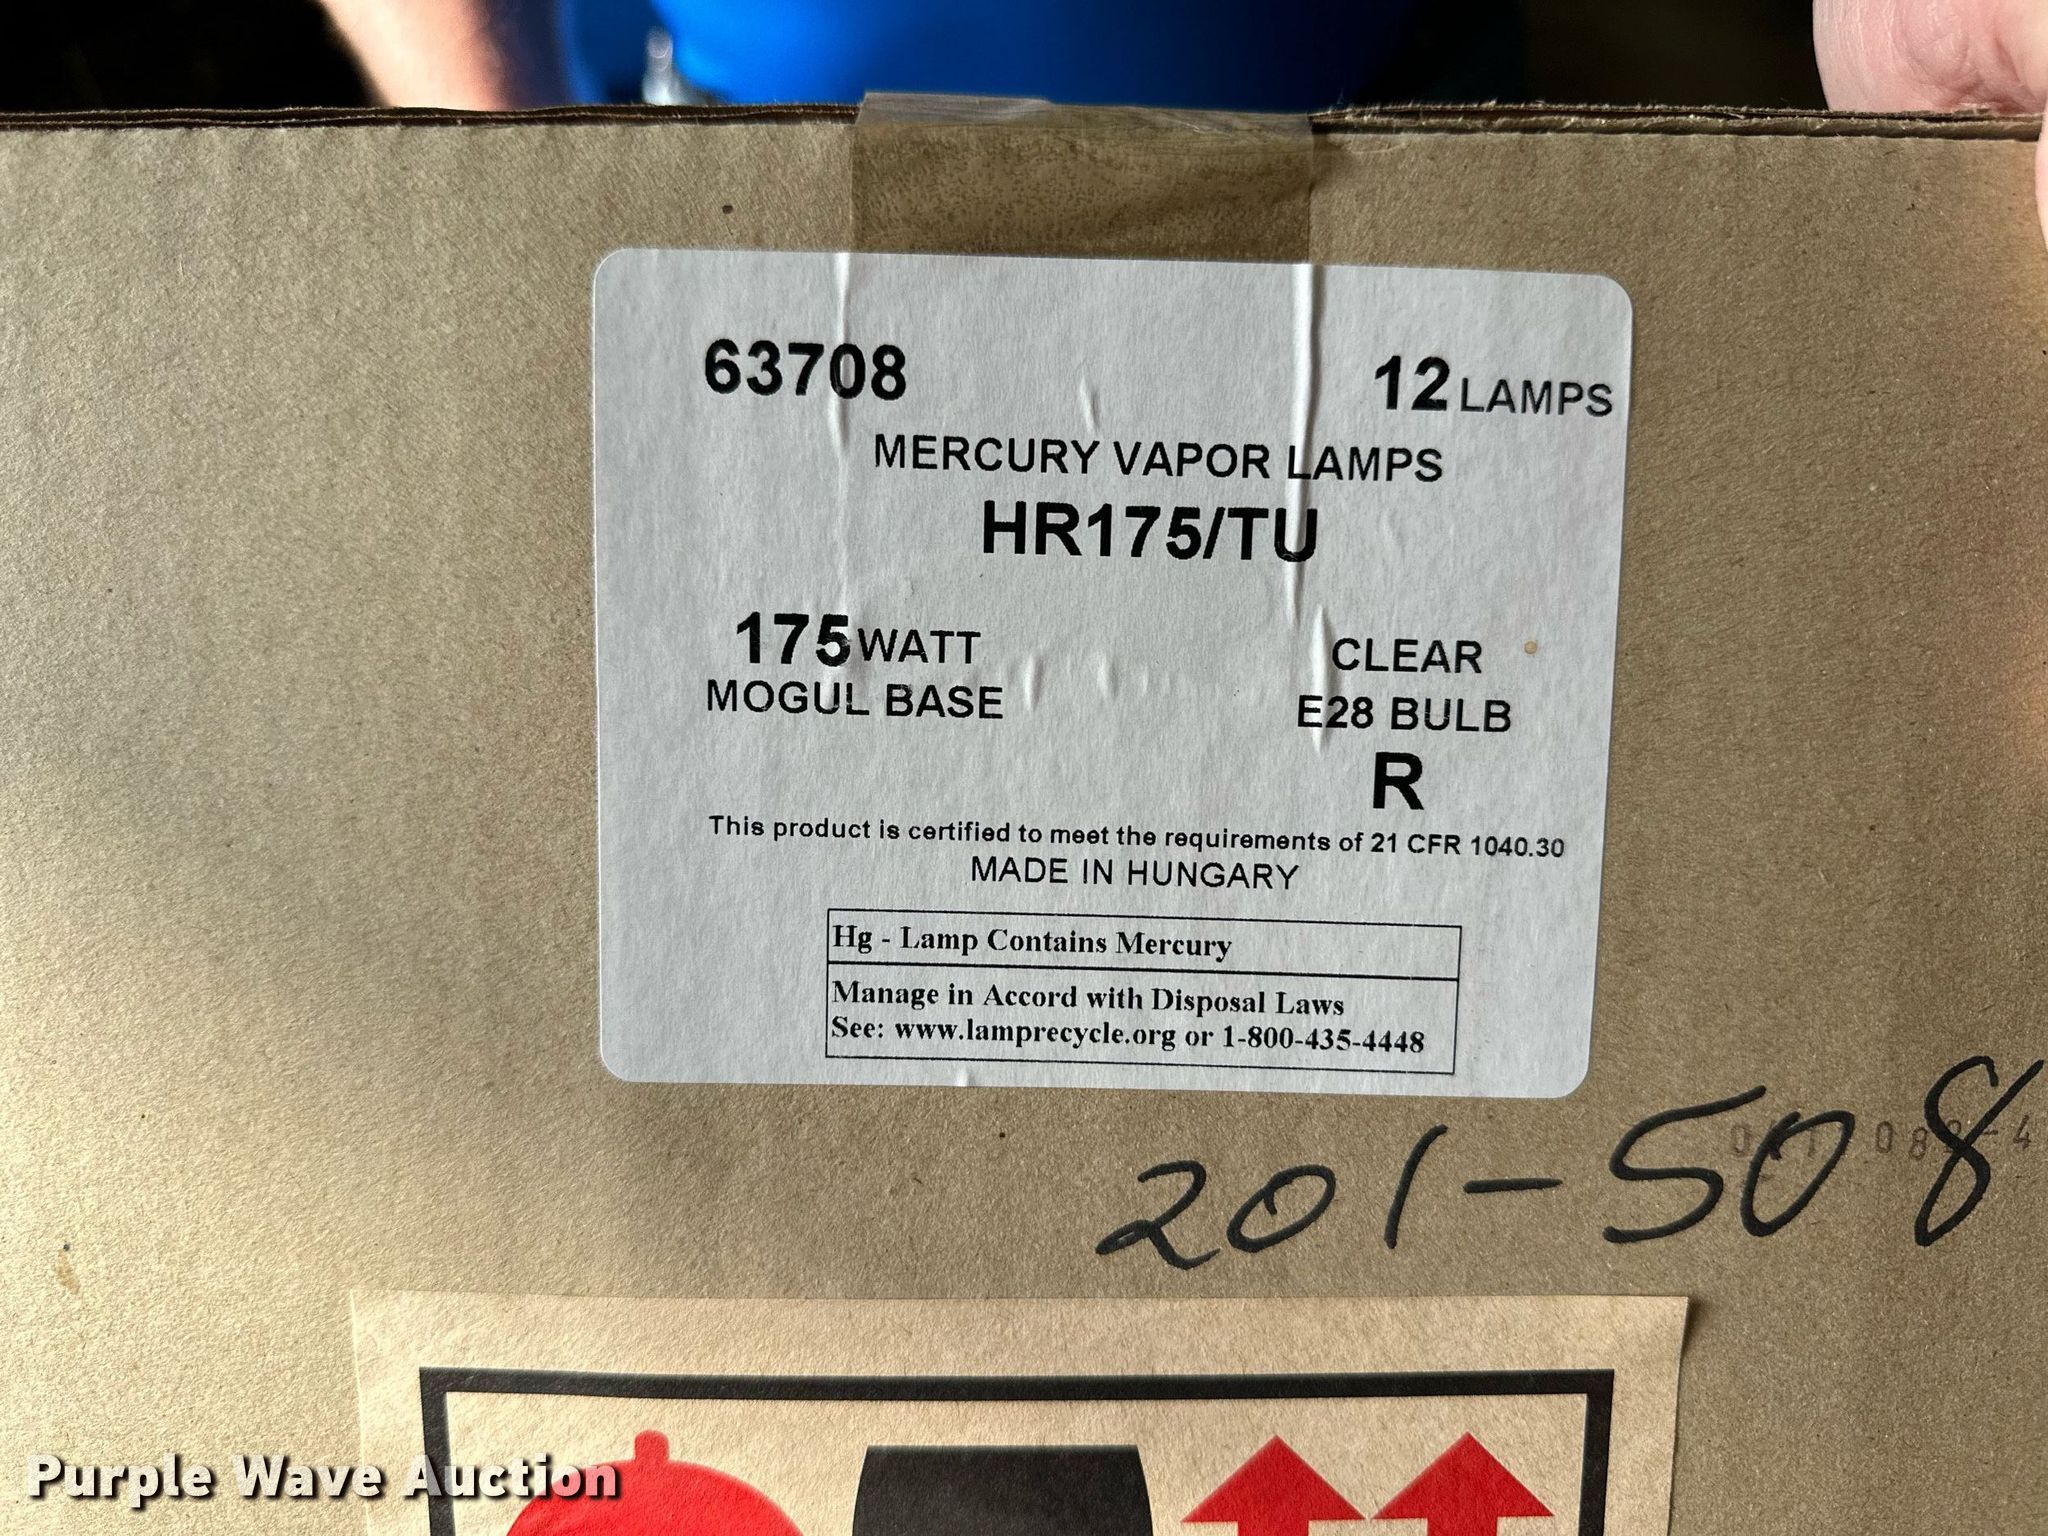 63708
12 LAMPS
MERCURY VAPOR LAMPS
HR175/TU
175 WATT
CLEAR
MOGUL BASE
E28 BULB
R
This product is certified to meet the requirements of 21 CFR 1040.30
MADE IN HUNGARY
Hg - Lamp Contains Mercury
Manage in Accord with Disposal Laws
See: www.lamprecycle.org or 1-800-435-4448
201-508
Purple Wave Auction